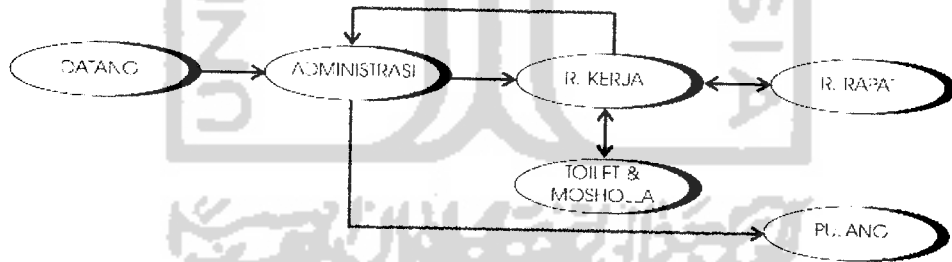 DATANG
ADMINISTRASI
R. KERJA
R. RAPAT
TOILET &
MOSHOLLA
PULANG